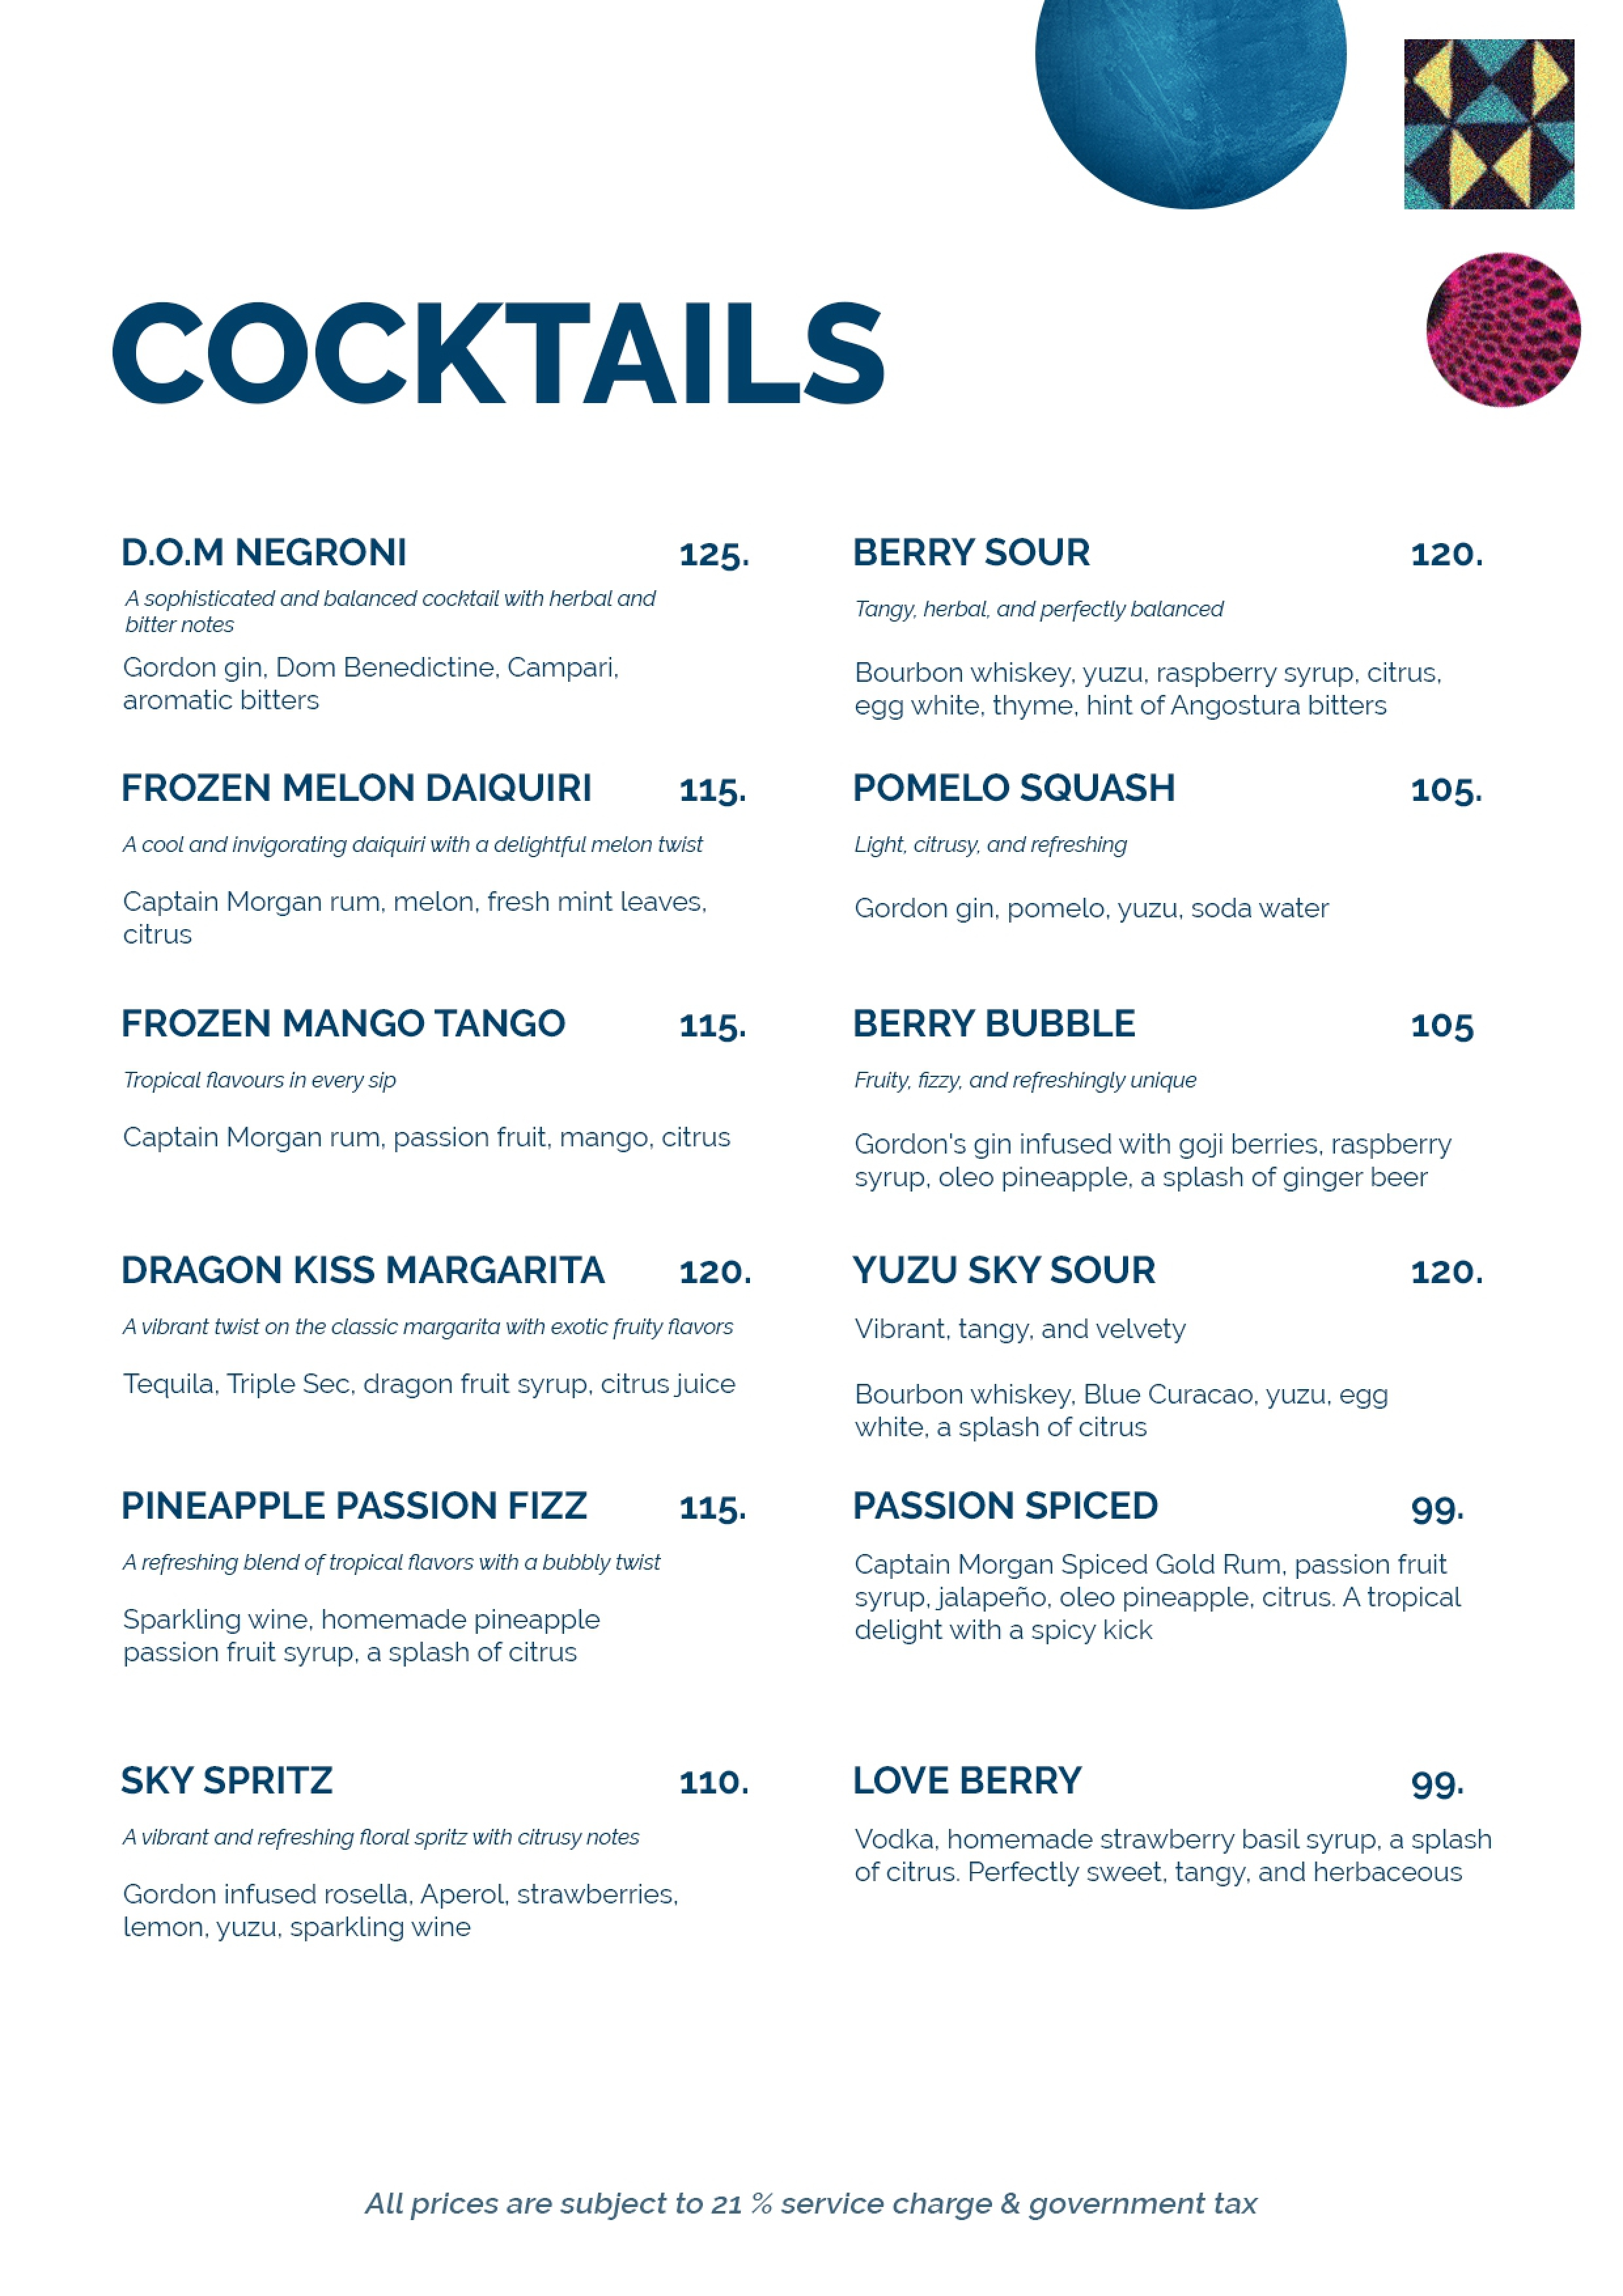 COCKTAILS
D.O.M NEGRONI 125.
A sophisticated and balanced cocktail with herbal and
bitter notes
Gordon gin, Dom Benedictine, Campari,
aromatic bitters
FROZEN MELON DAIQUIRI 115.
A cool and invigorating daiquiri with a delightful melon twist
Captain Morgan rum, melon, fresh mint leaves,
citrus
FROZEN MANGO TANGO 115.
Tropical flavours in every sip
Captain Morgan rum, passion fruit, mango, citrus
DRAGON KISS MARGARITA 120.
A vibrant twist on the classic margarita with exotic fruity flavors
Tequila, Triple Sec, dragon fruit syrup, citrus juice
PINEAPPLE PASSION FIZZ 115.
A refreshing blend of tropical flavors with a bubbly twist
Sparkling wine, homemade pineapple
passion fruit syrup, a splash of citrus
SKY SPRITZ 110.
A vibrant and refreshing floral spritz with citrusy notes
Gordon infused rosella, Aperol, strawberries,
lemon, yuzu, sparkling wine
BERRY SOUR 120.
Tangy, herbal, and perfectly balanced
Bourbon whiskey, yuzu, raspberry syrup, citrus,
egg white, thyme, hint of Angostura bitters
POMELO SQUASH 105.
Light, citrusy, and refreshing
Gordon gin, pomelo, yuzu, soda water
BERRY BUBBLE 105
Fruity, fizzy, and refreshingly unique
Gordon's gin infused with goji berries, raspberry
syrup, oleo pineapple, a splash of ginger beer
YUZU SKY SOUR 120.
Vibrant, tangy, and velvety
Bourbon whiskey, Blue Curacao, yuzu, egg
white, a splash of citrus
PASSION SPICED 99.
Captain Morgan Spiced Gold Rum, passion fruit
syrup, jalapeño, oleo pineapple, citrus. A tropical
delight with a spicy kick
LOVE BERRY 99.
Vodka, homemade strawberry basil syrup, a splash
of citrus. Perfectly sweet, tangy, and herbaceous
All prices are subject to 21 % service charge & government tax